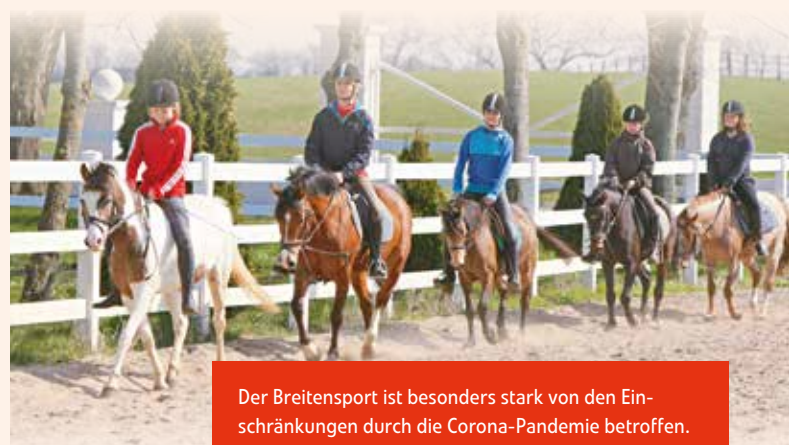 Der Breitensport ist besonders stark von den Ein-
schränkungen durch die Corona-Pandemie betroffen.